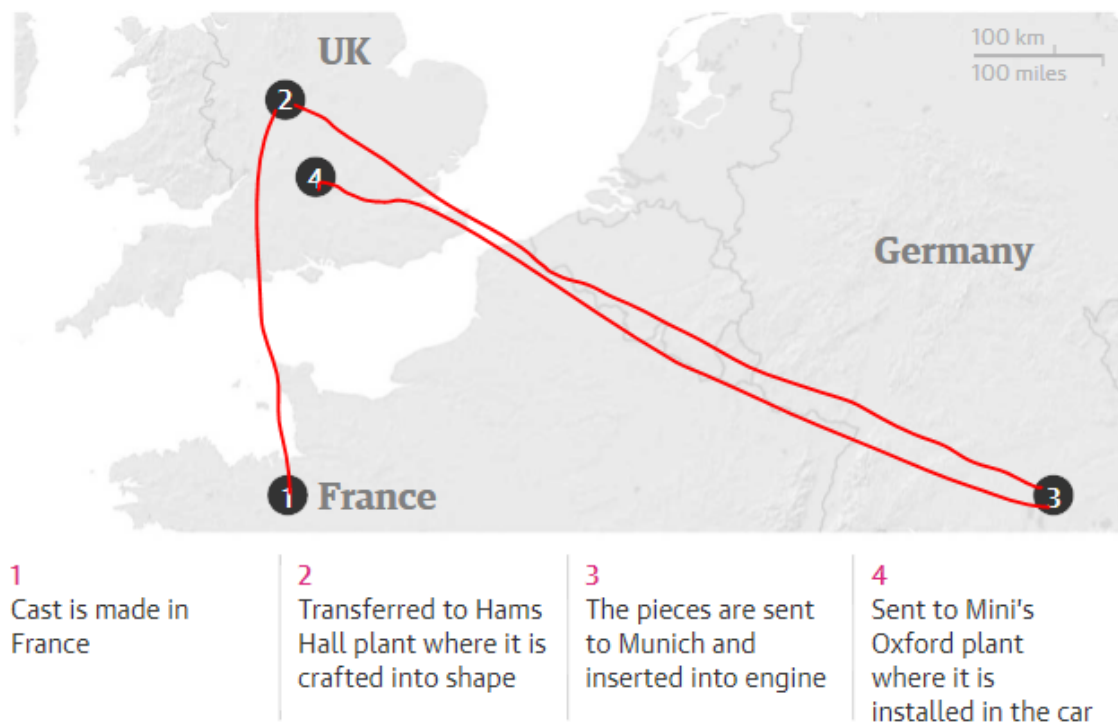 UK
100 km
100 miles
2
4
Germany
1
France
3
1
Cast is made in
France
2
Transferred to Hams
Hall plant where it is
crafted into shape
3
The pieces are sent
to Munich and
inserted into engine
4
Sent to Mini's
Oxford plant
where it is
installed in the car